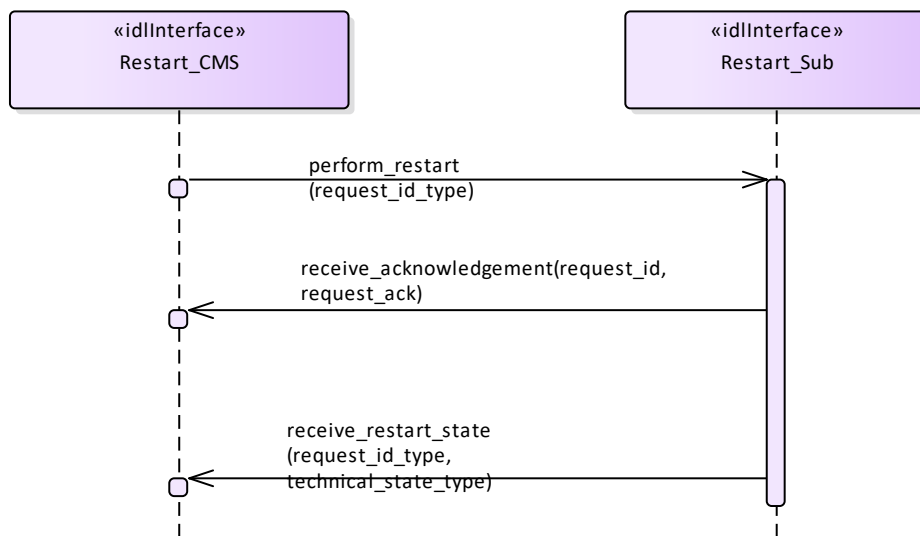 «idlInterface»
Restart_CMS
«idlInterface»
Restart_Sub
perform_restart
(request_id_type)
receive_acknowledgement(request_id,
request_ack)
receive_restart_state
(request_id_type,
technical_state_type)